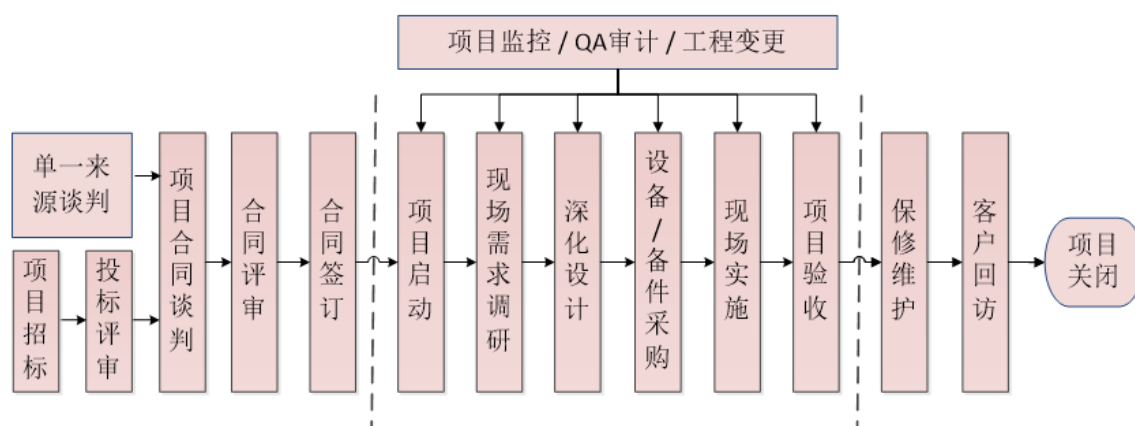 项目监控 / QA审计 / 工程变更
单一来
源谈判
项目招标
投标评审
项目合同谈判
合同评审
合同签订
项目启动
现场需求调研
深化设计
设备/备件采购
现场实施
项目验收
保修维护
客户回访
项目
关闭